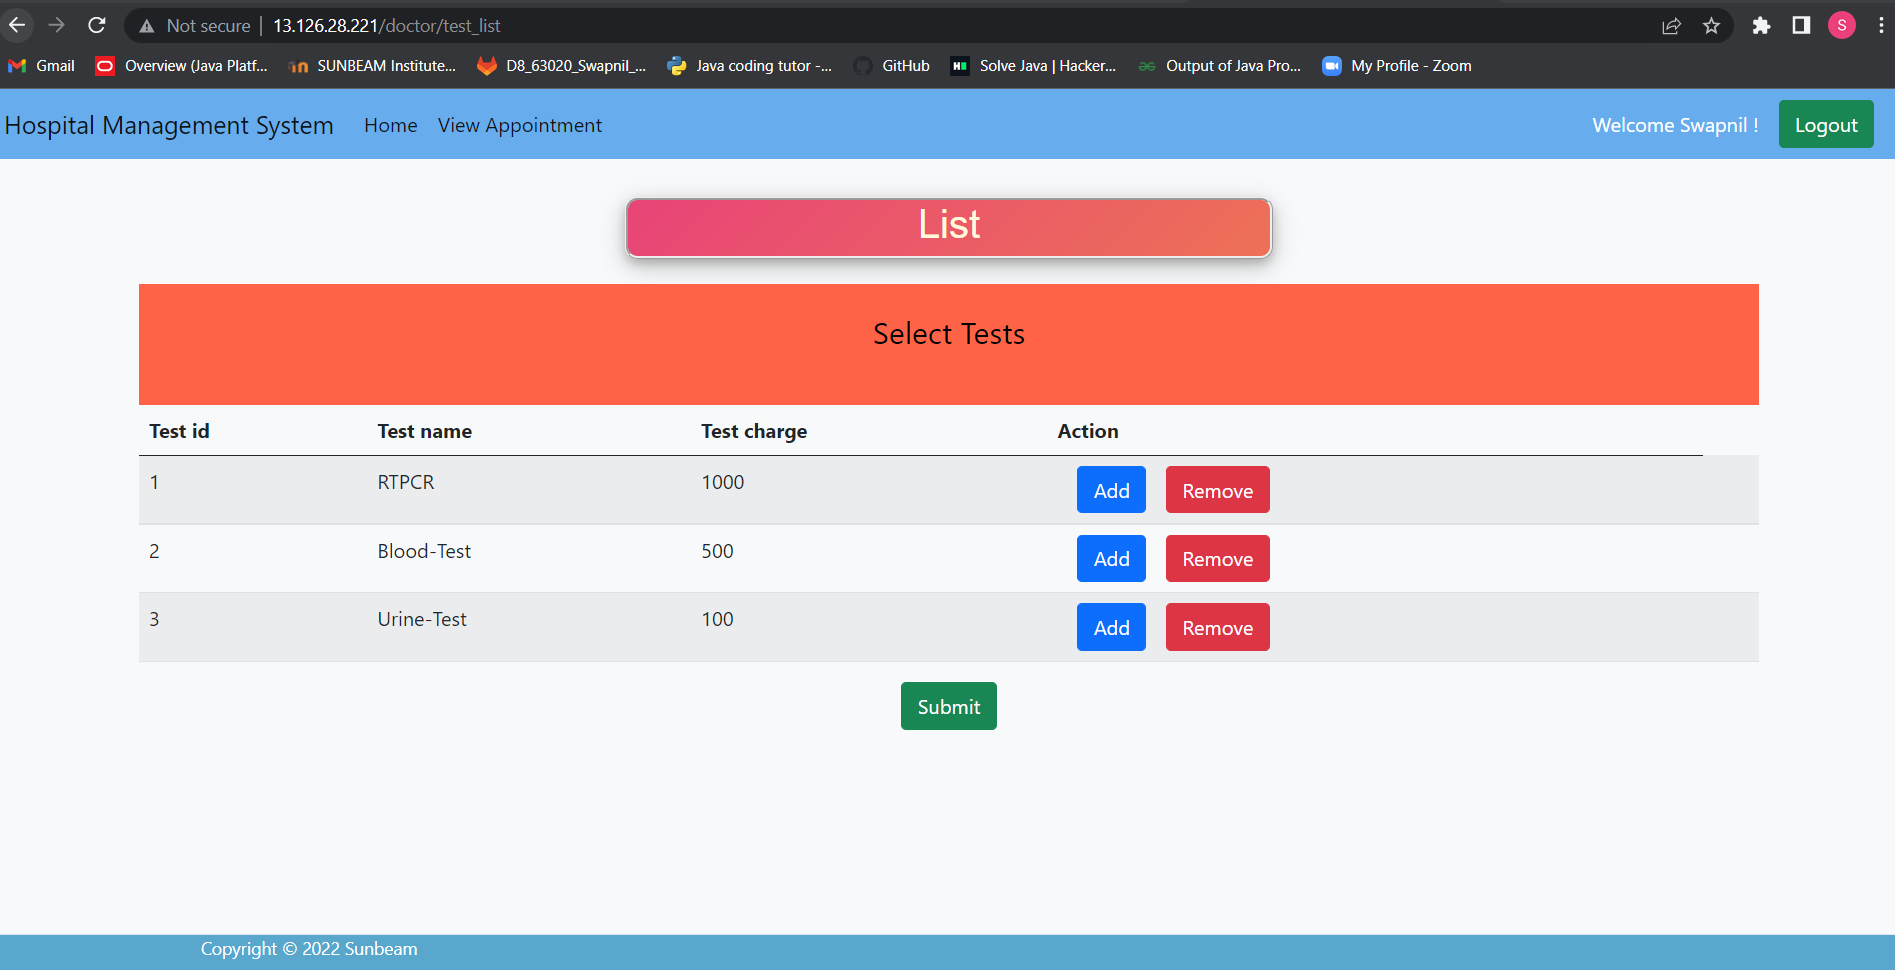 Not secure | 13.126.28.221/doctor/test_list S
Gmail Overview (Java Platf... SUNBEAM Institute... D8_63020_Swapnil_... Java coding tutor -... GitHub Solve Java | Hacker... Output of Java Pro... My Profile - Zoom
Hospital Management System Home View Appointment Welcome Swapnil ! Logout
List
Select Tests
Test id Test name Test charge Action
1 RTPCR 1000 Add Remove
2 Blood-Test 500 Add Remove
3 Urine-Test 100 Add Remove
Submit
Copyright © 2022 Sunbeam